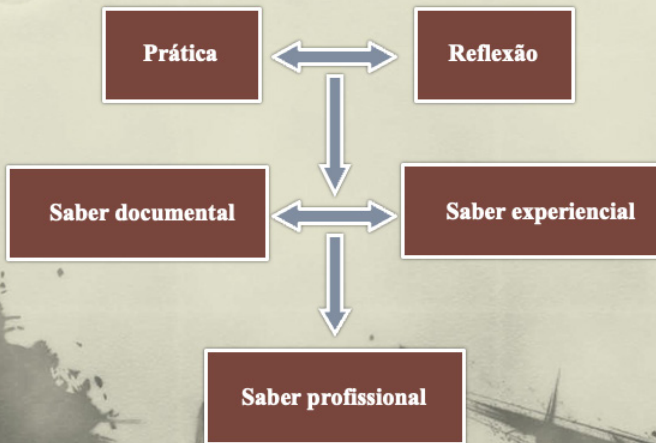 Prática
Reflexão
Saber documental
Saber experiencial
Saber profissional